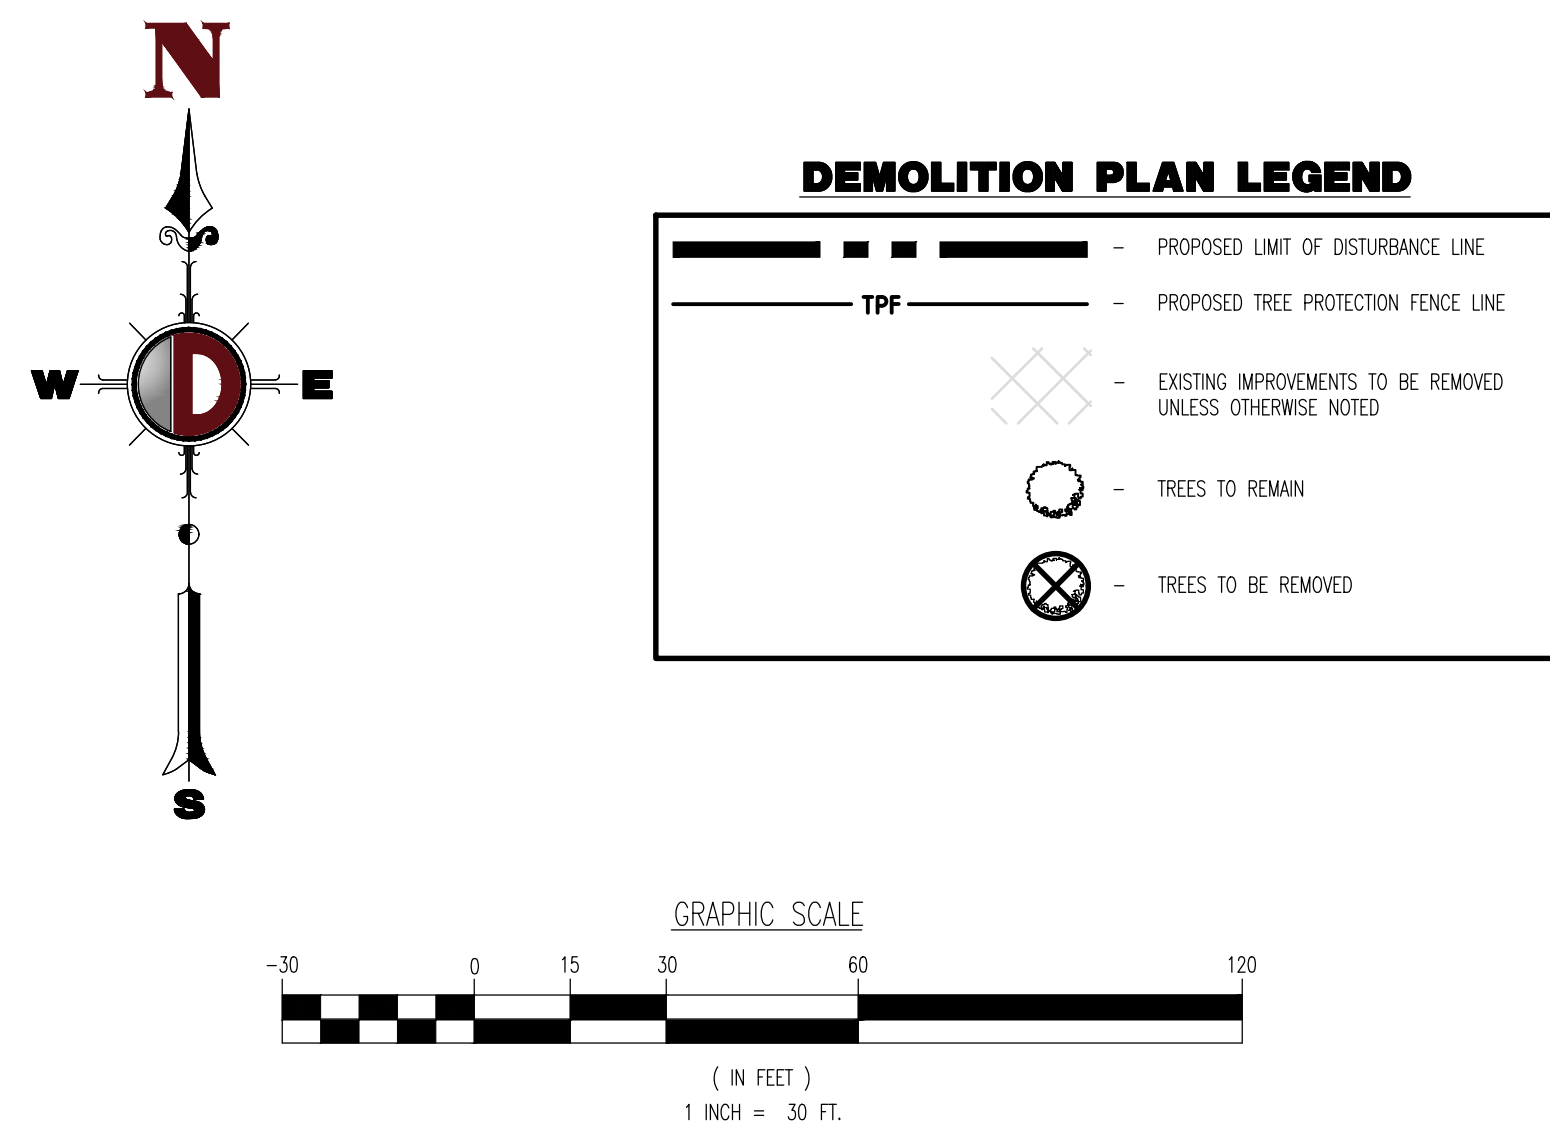 N
W
D
E
S
DEMOLITION PLAN LEGEND
– PROPOSED LIMIT OF DISTURBANCE LINE
TPF – PROPOSED TREE PROTECTION FENCE LINE
– EXISTING IMPROVEMENTS TO BE REMOVED
UNLESS OTHERWISE NOTED
– TREES TO REMAIN
– TREES TO BE REMOVED
GRAPHIC SCALE
-30 0 15 30 60 120
( IN FEET )
1 INCH = 30 FT.